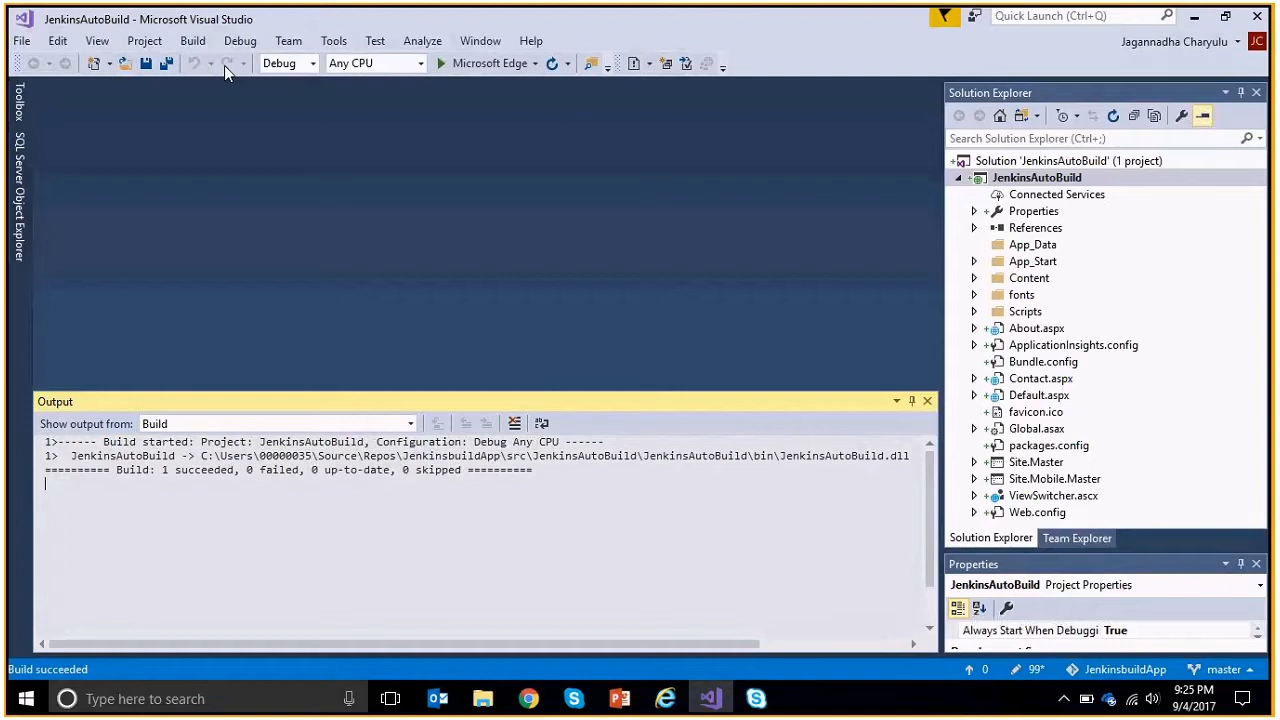 JenkinsAutoBuild - Microsoft Visual Studio
Quick Launch (Ctrl+Q)
File Edit View Project Build Debug Team Tools Test Analyze Window Help
Jagannadha Charyulu JC
Debug Any CPU Microsoft Edge
Toolbox
SQL Server Object Explorer
Solution Explorer
Search Solution Explorer (Ctrl+;)
Solution 'JenkinsAutoBuild' (1 project)
JenkinsAutoBuild
Connected Services
Properties
References
App_Data
App_Start
Content
fonts
Scripts
About.aspx
ApplicationInsights.config
Bundle.config
Contact.aspx
Default.aspx
favicon.ico
Global.asax
packages.config
Site.Master
Site.Mobile.Master
ViewSwitcher.ascx
Web.config
Solution Explorer Team Explorer
Properties
JenkinsAutoBuild Project Properties
Always Start When Debuggi True
Output
Show output from: Build
1>------ Build started: Project: JenkinsAutoBuild, Configuration: Debug Any CPU ------
1> JenkinsAutoBuild -> C:\Users\00000035\Source\Repos\JenkinsbuildApp\src\JenkinsAutoBuild\JenkinsAutoBuild\bin\JenkinsAutoBuild.dll
========== Build: 1 succeeded, 0 failed, 0 up-to-date, 0 skipped ==========
Build succeeded
0 99* JenkinsbuildApp master
Type here to search
9:25 PM
9/4/2017